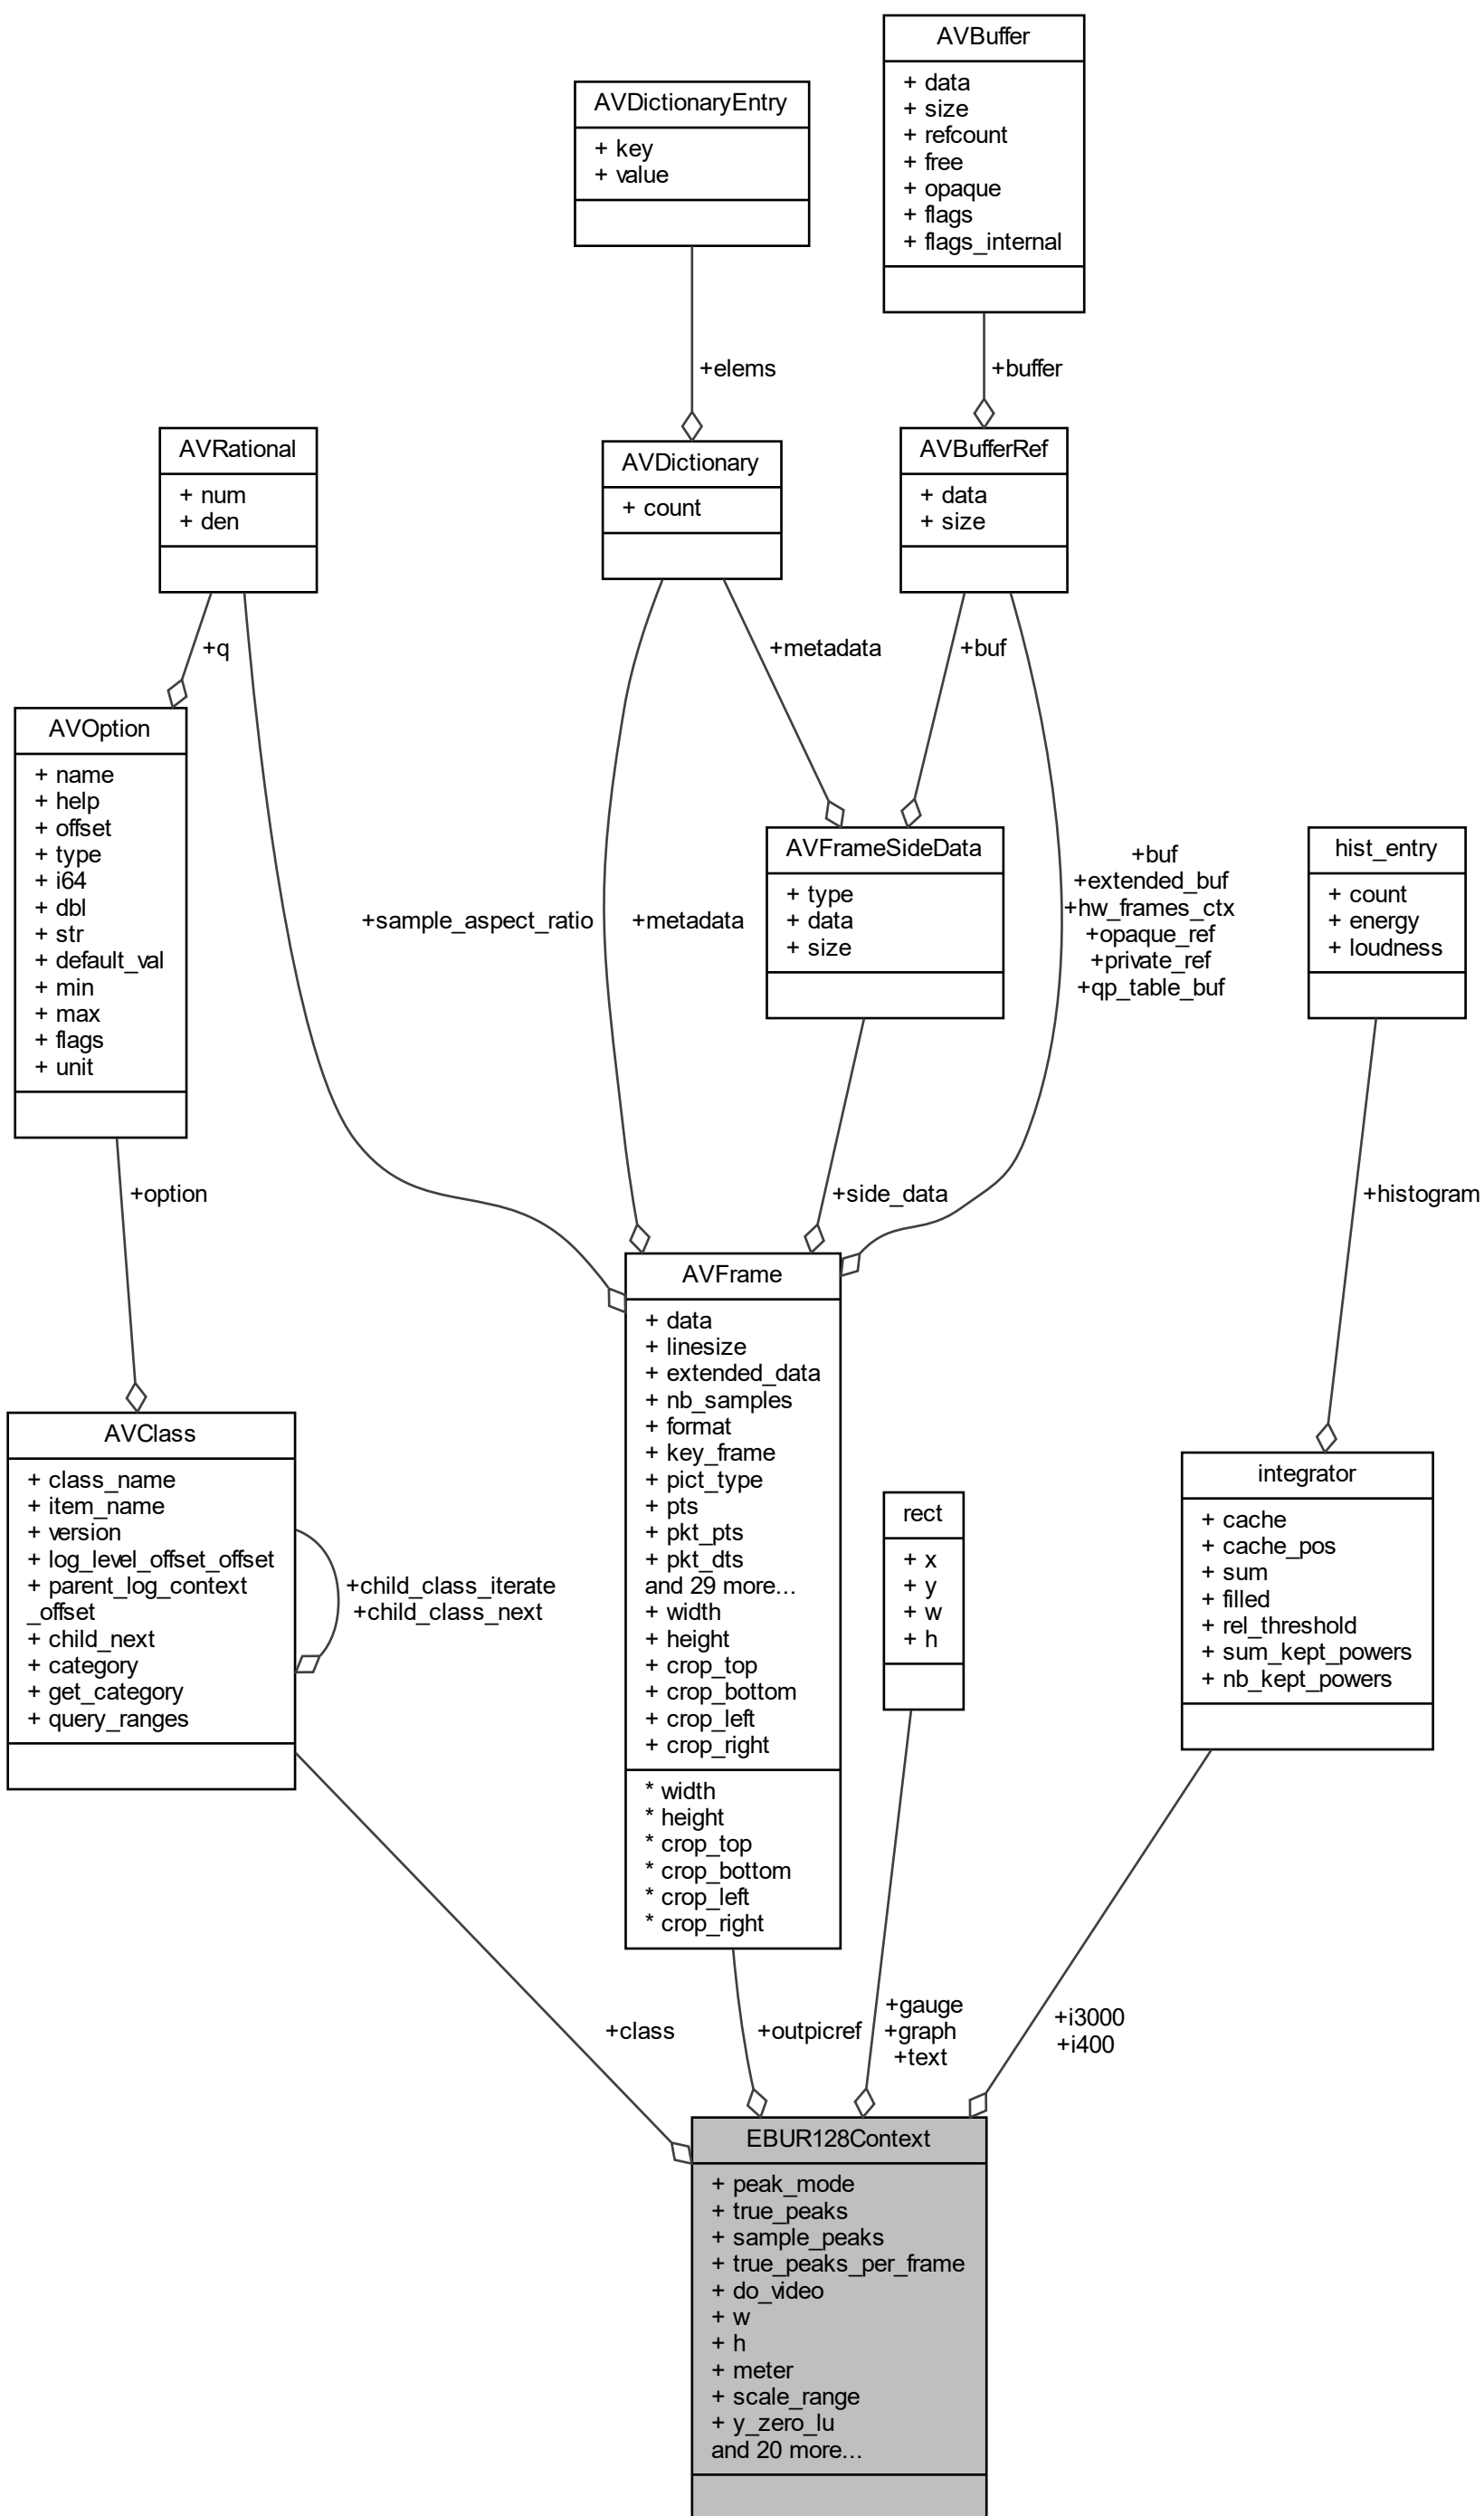 AVBuffer
+ data
+ size
+ refcount
+ free
+ opaque
+ flags
+ flags_internal
AVDictionaryEntry
+ key
+ value
+elems
+buffer
AVRational
+ num
+ den
AVDictionary
+ count
AVBufferRef
+ data
+ size
+q
+metadata
+buf
AVOption
+ name
+ help
+ offset
+ type
+ i64
+ dbl
+ str
+ default_val
+ min
+ max
+ flags
+ unit
+sample_aspect_ratio
+metadata
AVFrameSideData
+ type
+ data
+ size
+buf
+extended_buf
+hw_frames_ctx
+opaque_ref
+private_ref
+qp_table_buf
hist_entry
+ count
+ energy
+ loudness
+option
+side_data
+histogram
AVClass
+ class_name
+ item_name
+ version
+ log_level_offset_offset
+ parent_log_context
_offset
+ child_next
+ category
+ get_category
+ query_ranges
+child_class_iterate
+child_class_next
AVFrame
+ data
+ linesize
+ extended_data
+ nb_samples
+ format
+ key_frame
+ pict_type
+ pts
+ pkt_pts
+ pkt_dts
and 29 more...
+ width
+ height
+ crop_top
+ crop_bottom
+ crop_left
+ crop_right
* width
* height
* crop_top
* crop_bottom
* crop_left
* crop_right
rect
+ x
+ y
+ w
+ h
integrator
+ cache
+ cache_pos
+ sum
+ filled
+ rel_threshold
+ sum_kept_powers
+ nb_kept_powers
+class
+outpicref
+gauge
+graph
+text
+i3000
+i400
EBUR128Context
+ peak_mode
+ true_peaks
+ sample_peaks
+ true_peaks_per_frame
+ do_video
+ w
+ h
+ meter
+ scale_range
+ y_zero_lu
and 20 more...